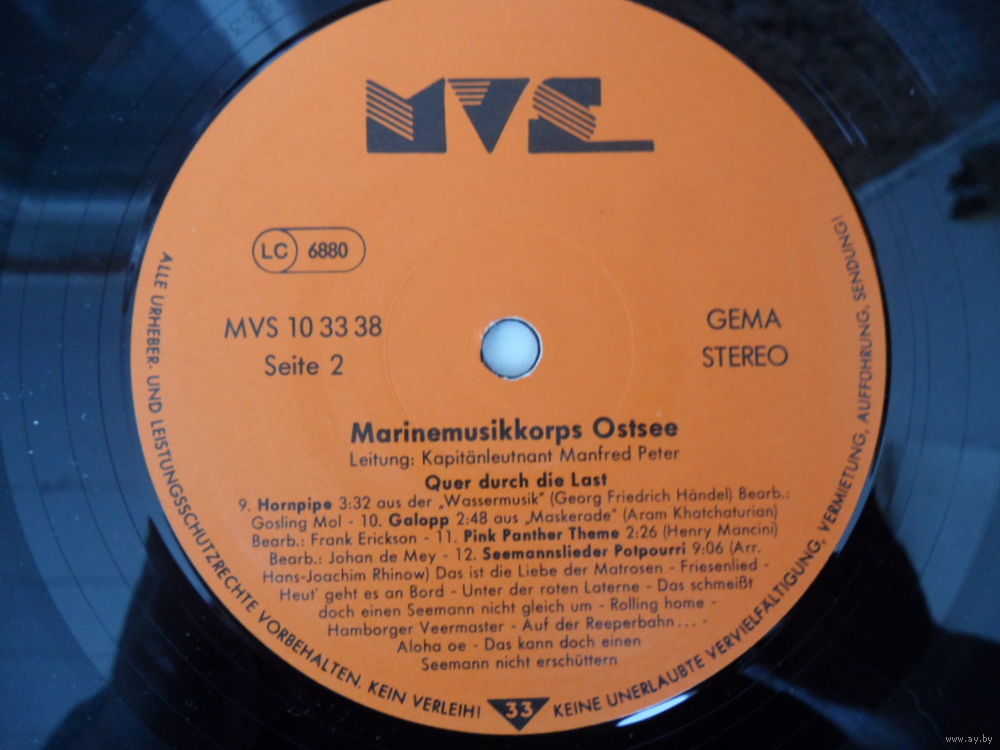 MVS
LC 6880
MVS 10 33 38
Seite 2
GEMA
STEREO
Marinemusikkorps Ostsee
Leitung: Kapitänleutnant Manfred Peter
Quer durch die Last
9. Hornpipe 3:32 aus der „Wassermusik" (Georg Friedrich Händel) Bearb.:
Gosling Mol - 10. Galopp 2:48 aus „Maskerade" (Aram Khatchaturian)
Bearb.: Frank Erickson - 11. Pink Panther Theme 2:26 (Henry Mancini)
Bearb.: Johan de Mey - 12. Seemannslieder Potpourri 9:06 (Arr.
Hans-Joachim Rhinow) Das ist die Liebe der Matrosen - Friesenlied -
Heut' geht es an Bord - Unter der roten Laterne - Das schmeißt
doch einen Seemann nicht gleich um - Rolling home -
Hamborger Veermaster - Auf der Reeperbahn... -
Aloha oe - Das kann doch einen
Seemann nicht erschüttern
ALLE URHEBER- UND LEISTUNGSSCHUTZRECHTE VORBEHALTEN. KEIN VERLEIH!
33
KEINE UNERLAUBTE VERVIELFÄLTIGUNG, VERMIETUNG, AUFFÜHRUNG, SENDUNG!
www.ay.by